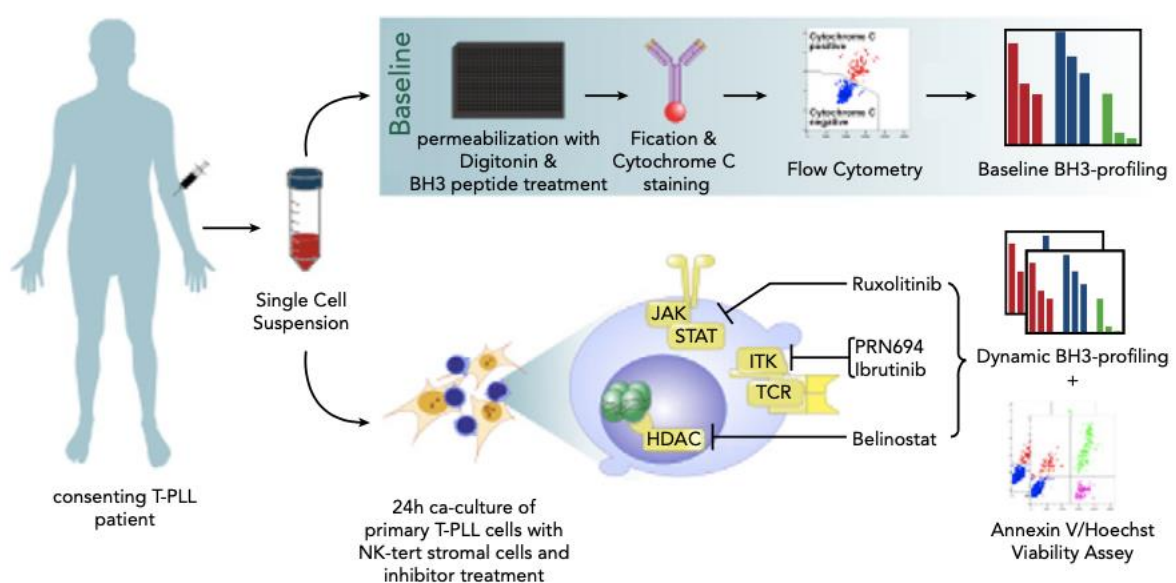 Baseline
Cytochrome C
positive
Cytochrome C
negative
permeabilization with
Digitonin &
BH3 peptide treatment
Fication &
Cytochrome C
staining
Flow Cytometry
Baseline BH3-profiling
Single Cell
Suspension
consenting T-PLL
patient
24h ca-culture of
primary T-PLL cells with
NK-tert stromal cells and
inhibitor treatment
JAK
STAT
ITK
TCR
HDAC
Ruxolitinib
PRN694
Ibrutinib
Belinostat
Dynamic BH3-profiling
+
Annexin V/Hoechst
Viability Assey